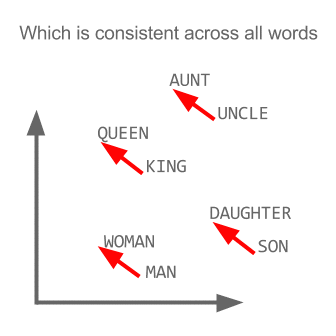 Which is consistent across all words
AUNT
UNCLE
QUEEN
KING
DAUGHTER
WOMAN
SON
MAN